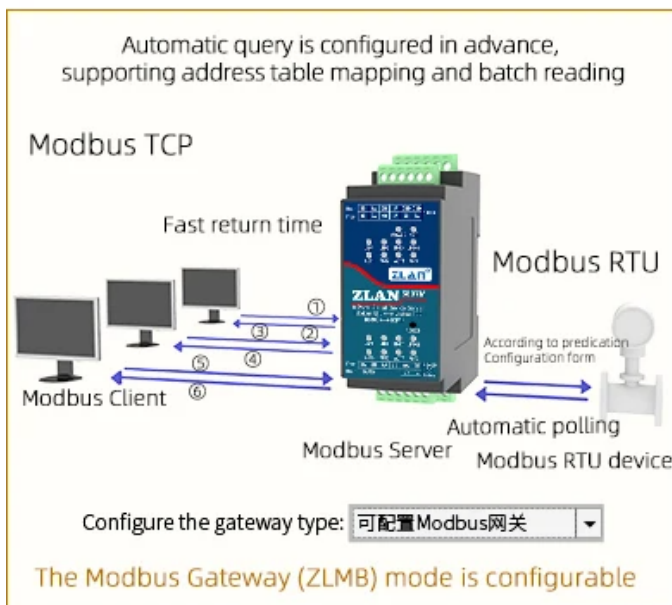 Automatic query is configured in advance,
supporting address table mapping and batch reading
Modbus TCP
Fast return time
ZLAN
ZLAN
Modbus RTU
①
②
③
④
⑤
⑥
According to predication
Configuration form
Modbus Client
Automatic polling
Modbus Server
Modbus RTU device
Configure the gateway type: 可配置Modbus网关
The Modbus Gateway (ZLMB) mode is configurable